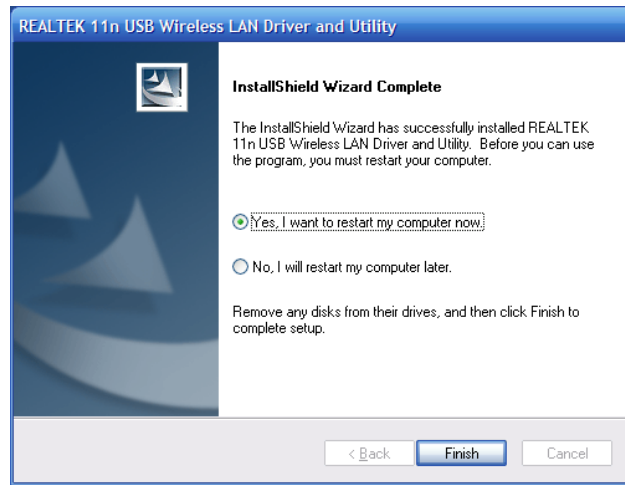 REALTEK 11n USB Wireless LAN Driver and Utility
InstallShield Wizard Complete
The InstallShield Wizard has successfully installed REALTEK
11n USB Wireless LAN Driver and Utility.  Before you can use
the program, you must restart your computer.
Yes, I want to restart my computer now.
No, I will restart my computer later.
Remove any disks from their drives, and then click Finish to
complete setup.
< Back
Finish
Cancel